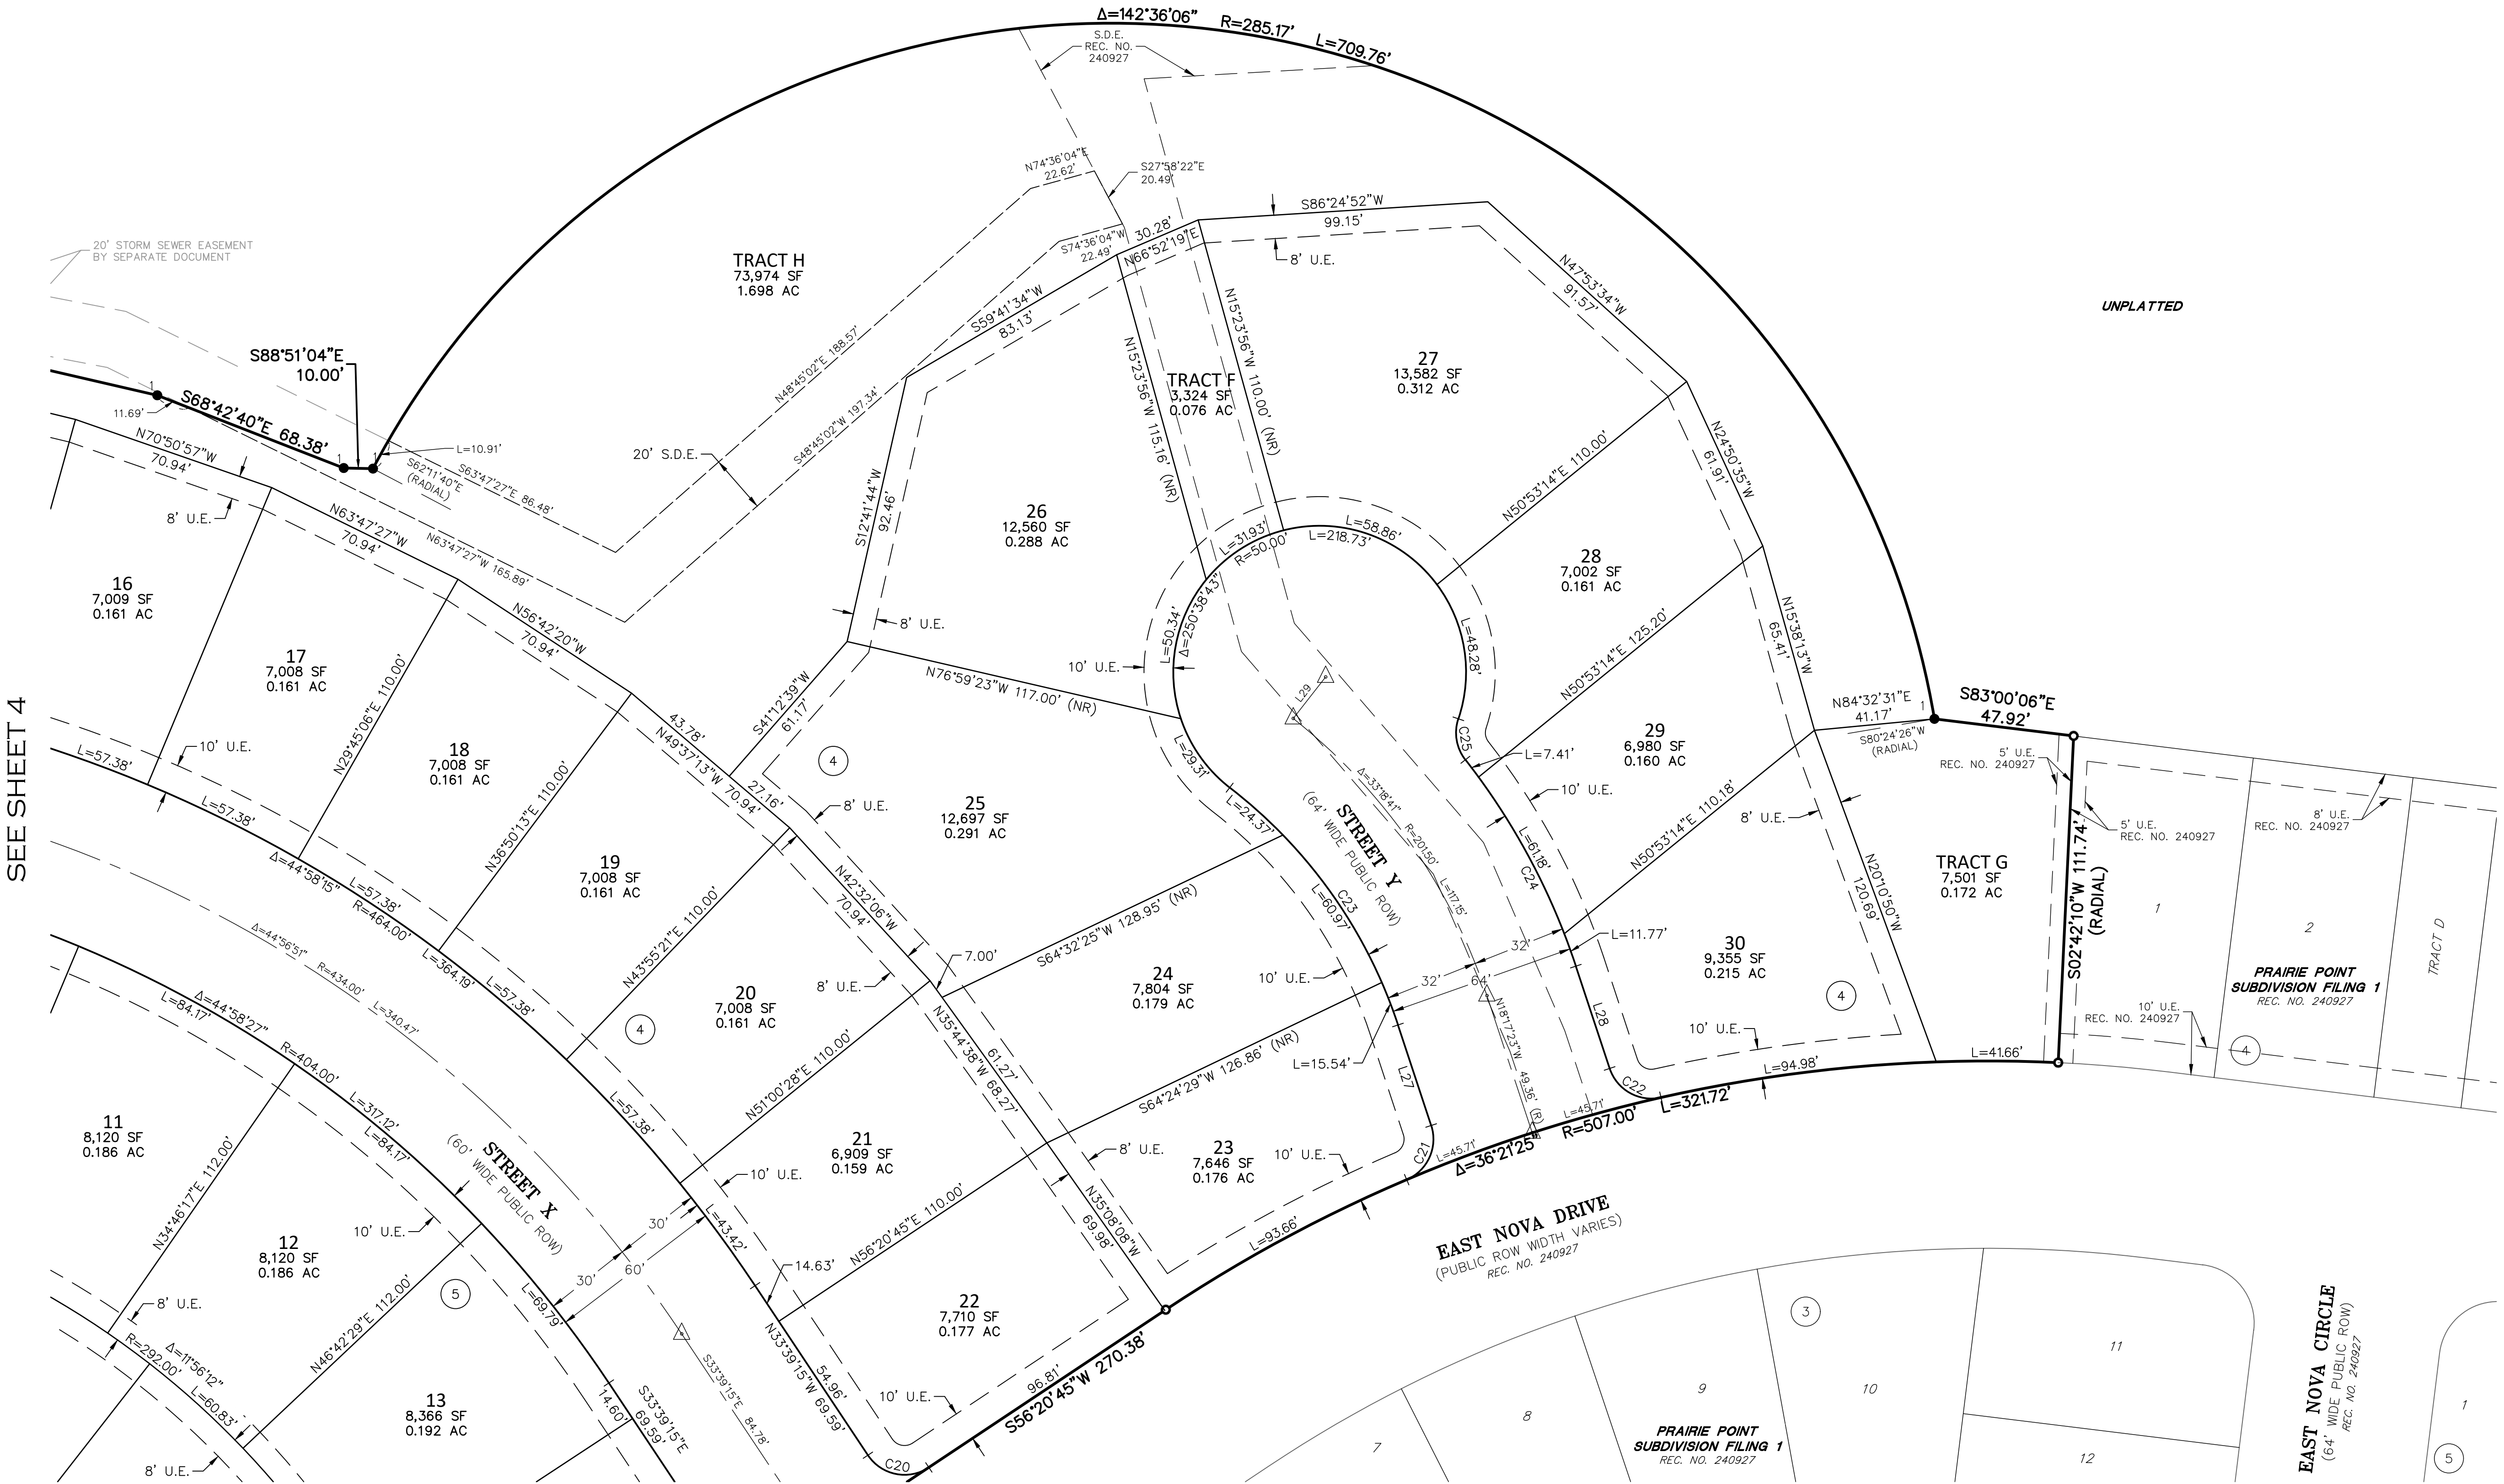 Δ=142°36'06" R=285.17' L=709.76'
S.D.E.
REC. NO.
240927
N74°36'04"E
22.62'
S27°58'22"E
20.49'
S86°24'52"W
99.15'
30.28'
N66°52'19"E
S74°36'04"W
22.49'
8' U.E.
20' STORM SEWER EASEMENT
BY SEPARATE DOCUMENT
TRACT H
73,974 SF
1.698 AC
N47°53'34"W
91.57'
UNPLATTED
S59°41'34"W
83.13'
N48°45'02"E 188.57'
S48°45'02"W 197.34'
20' S.D.E.
S88°51'04"E
10.00'
1
1
1
11.69'
S68°42'40"E 68.38'
L=10.91'
S62°11'40"E
(RADIAL)
S63°47'27"E 86.48'
N63°47'27"W 165.89'
N15°23'56"W 115.16' (NR)
TRACT F
3,324 SF
0.076 AC
N15°23'56"W 110.00' (NR)
27
13,582 SF
0.312 AC
N50°53'14"E 110.00'
N24°50'35"W
61.91'
N70°50'57"W
70.94'
8' U.E.
N63°47'27"W
70.94'
S12°41'44"W
92.46'
26
12,560 SF
0.288 AC
L=31.93'
R=50.00'
L=58.86'
L=218.73'
Δ=250°38'43"
L=50.34'
L=48.28'
28
7,002 SF
0.161 AC
N50°53'14"E 125.20'
N15°38'13"W
65.41'
16
7,009 SF
0.161 AC
17
7,008 SF
0.161 AC
N56°42'20"W
70.94'
8' U.E.
10' U.E.
N76°59'23"W 117.00' (NR)
S41°12'39"W
61.17'
L29
L=29.31'
C25
L=7.41'
29
6,980 SF
0.160 AC
N84°32'31"E
41.17'
1
S80°24'26"W
(RADIAL)
S83°00'06"E
47.92'
5' U.E.
REC. NO. 240927
SEE SHEET 4
L=57.38'
10' U.E.
N29°45'06"E 110.00'
18
7,008 SF
0.161 AC
43.78'
N49°37'13"W 70.94'
27.16'
4
8' U.E.
25
12,697 SF
0.291 AC
L=24.37'
STREET Y
(64' WIDE PUBLIC ROW)
Δ=33°18'41"
R=201.50'
L=117.15'
10' U.E.
N50°53'14"E 110.18'
8' U.E.
L=61.18'
C24
N20°10'50"W
120.69'
TRACT G
7,501 SF
0.172 AC
S02°42'10"W 111.74'
(RADIAL)
5' U.E.
REC. NO. 240927
8' U.E.
REC. NO. 240927
1
2
TRACT D
PRAIRIE POINT
SUBDIVISION FILING 1
REC. NO. 240927
10' U.E.
REC. NO. 240927
4
L=57.38'
Δ=44°58'15"
N36°50'13"E 110.00'
19
7,008 SF
0.161 AC
L=57.38'
R=464.00'
L=364.19'
N43°55'21"E 110.00'
N42°32'06"W
70.94'
7.00'
8' U.E.
S64°32'25"W 128.95' (NR)
L=60.97'
C23
32'
32'
64'
L=11.77'
30
9,355 SF
0.215 AC
4
10' U.E.
24
7,804 SF
0.179 AC
10' U.E.
Δ=44°56'51"
R=434.00'
L=340.47'
L=57.38'
20
7,008 SF
0.161 AC
4
N35°44'38"W 68.27'
61.27'
S64°24'29"W 126.86' (NR)
L=15.54'
N18°17'23"W 49.36' (R)
L28
L27
L=94.98'
L=41.66'
C22
L=84.17'
Δ=44°58'27"
R=404.00'
L=317.12'
L=84.17'
N51°00'28"E 110.00'
L=57.38'
21
6,909 SF
0.159 AC
8' U.E.
23
7,646 SF
0.176 AC
10' U.E.
C21
L=45.71'
L=45.71'
Δ=36°21'25"
R=507.00'
L=321.72'
11
8,120 SF
0.186 AC
N34°46'17"E 112.00'
STREET X
(60' WIDE PUBLIC ROW)
10' U.E.
10' U.E.
30'
30'
60'
L=43.42'
N56°20'45"E 110.00'
N35°08'08"W
69.98'
L=93.66'
EAST NOVA DRIVE
(PUBLIC ROW WIDTH VARIES)
REC. NO. 240927
12
8,120 SF
0.186 AC
5
8' U.E.
14.63'
22
7,710 SF
0.177 AC
R=292.00'
Δ=11°56'12"
L=60.83'
N46°42'29"E 112.00'
L=69.79'
N33°39'15"W 69.59'
54.96'
96.81'
S56°20'45"W 270.38'
10' U.E.
C20
13
8,366 SF
0.192 AC
14.60'
S33°39'15"E
69.59'
S33°39'15"E 84.78'
8' U.E.
3
7
8
9
10
11
12
PRAIRIE POINT
SUBDIVISION FILING 1
REC. NO. 240927
EAST NOVA CIRCLE
(64' WIDE PUBLIC ROW)
REC. NO. 240927
1
5